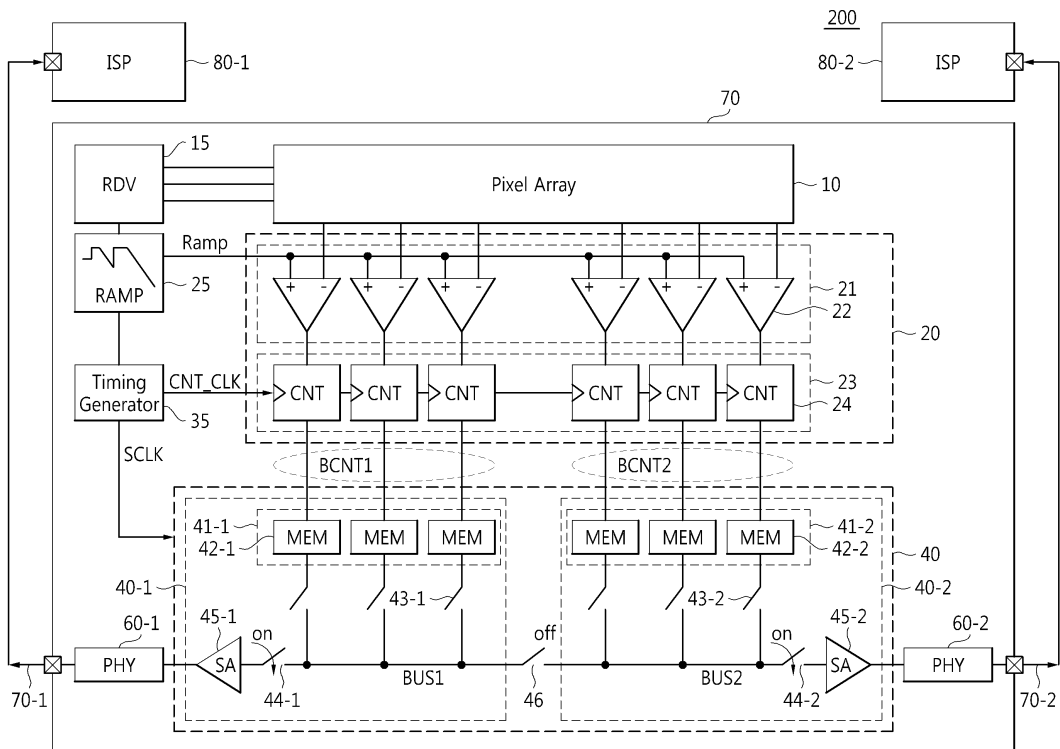 200
ISP
80-1
80-2
ISP
70
15
RDV
Pixel Array
10
Ramp
RAMP
25
+ - + - + - + - + - + -
21
22
20
Timing
Generator
35
CNT_CLK
CNT CNT CNT CNT CNT CNT
23
24
SCLK
BCNT1
BCNT2
41-1
42-1
MEM MEM MEM MEM MEM MEM
41-2
42-2
40
40-1
43-1
43-2
40-2
60-1
45-1
on
off
on
45-2
60-2
PHY
SA
SA
PHY
70-1
44-1
BUS1
46
BUS2
44-2
70-2